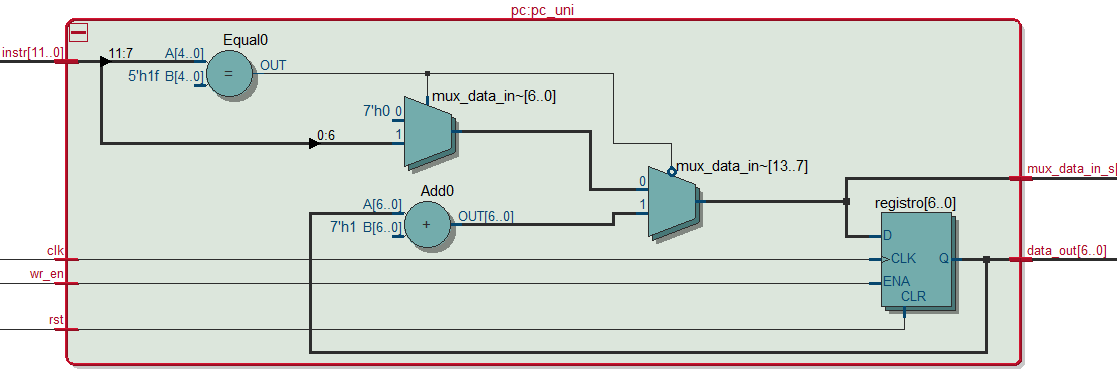 pc:pc_uni
instr[11..0]
11:7
Equal0
A[4..0]
5'h1f B[4..0]
=
OUT
mux_data_in~[6..0]
7'h0 0
1
0:6
mux_data_in~[13..7]
0
1
Add0
A[6..0]
7'h1 B[6..0]
+
OUT[6..0]
mux_data_in_s[
registro[6..0]
D
>CLK
Q
ENA
CLR
data_out[6..0]
clk
wr_en
rst